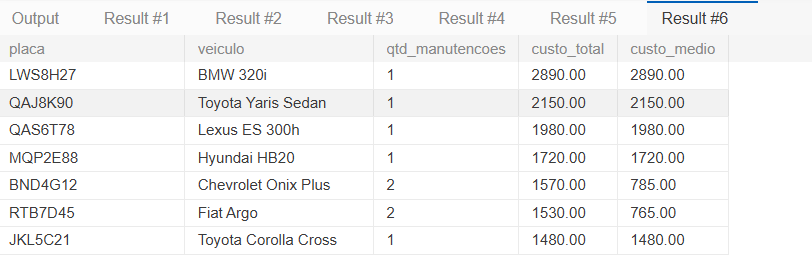 Output Result #1 Result #2 Result #3 Result #4 Result #5 Result #6
placa veiculo qtd_manutencoes custo_total custo_medio
LWS8H27 BMW 320i 1 2890.00 2890.00
QAJ8K90 Toyota Yaris Sedan 1 2150.00 2150.00
QAS6T78 Lexus ES 300h 1 1980.00 1980.00
MQP2E88 Hyundai HB20 1 1720.00 1720.00
BND4G12 Chevrolet Onix Plus 2 1570.00 785.00
RTB7D45 Fiat Argo 2 1530.00 765.00
JKL5C21 Toyota Corolla Cross 1 1480.00 1480.00